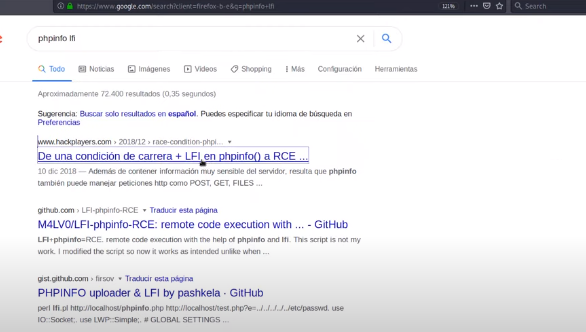 https://www.google.com/search?client=firefox-b-e&q=phpinfo+lfi
121%
Search
phpinfo lfi
Todo
Noticias
Imágenes
Vídeos
Shopping
Más
Configuración
Herramientas
Aproximadamente 72.400 resultados (0,35 segundos)
Sugerencia: Buscar solo resultados en español. Puedes especificar tu idioma de búsqueda en
Preferencias
www.hackplayers.com › 2018/12 › race-condition-phpi...
De una condición de carrera + LFI en phpinfo() a RCE ...
10 dic 2018 — Además de contener información muy sensible del servidor, resulta que phpinfo
también puede manejar peticiones http como POST, GET, FILES ...
github.com › LFI-phpinfo-RCE Traducir esta página
M4LV0/LFI-phpinfo-RCE: remote code execution with ... - GitHub
LFI+phpinfo=RCE. remote code execution with the help of phpinfo and lfi. This script is not my
work. I modified the script so now it works as intended unlike when ...
gist.github.com › firsov Traducir esta página
PHPINFO uploader & LFI by pashkela · GitHub
perl lfi.pl http://localhost/phpinfo.php http://localhost/test.php?e=../../../../../etc/passwd. use
IO::Socket;. use LWP::Simple;. # GLOBAL SETTINGS ...